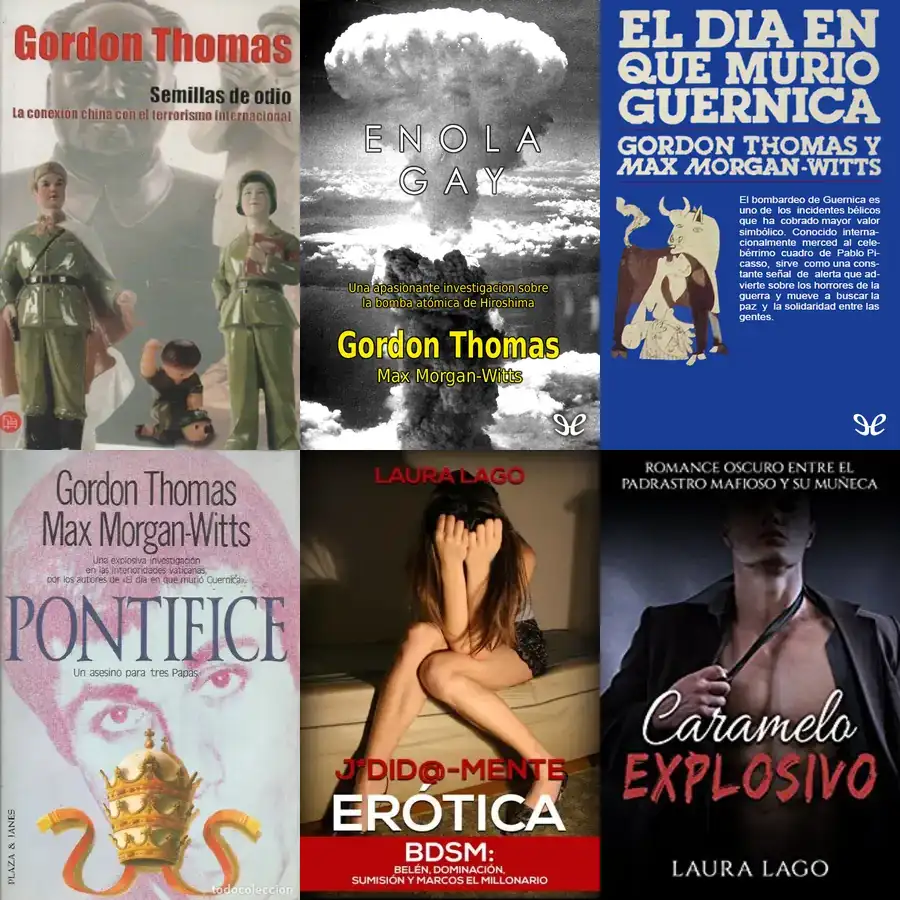 Gordon Thomas
Semillas de odio
La conexión china con el terrorismo internacional
ENOLA
GAY
Una apasionante investigacion sobre
la bomba atómica de Hiroshima
Gordon Thomas
Max Morgan-Witts
EL DIA EN
QUE MURIO
GUERNICA
GORDON THOMAS Y
MAX MORGAN-WITTS
El bombardeo de Guernica es
uno de los incidentes bélicos
que ha cobrado mayor valor
simbólico. Conocido interna-
cionalmente merced al cele-
bérrimo cuadro de Pablo Pi-
casso, sirve como una cons-
tante señal de alerta que ad-
vierte sobre los horrores de la
guerra y mueve a buscar la
paz y la solidaridad entre las
gentes.
Gordon Thomas
Max Morgan-Witts
Una explosiva investigación
en las interioridades vaticanas,
por los autores de «El día en que murió Guernica».
PONTIFICE
Un asesino para tres Papas
PLAZA & JANES
todocoleccion
LAURA LAGO
J*DID@-MENTE
ERÓTICA
BDSM:
BELÉN, DOMINACIÓN,
SUMISIÓN Y MARCOS EL MILLONARIO
ROMANCE OSCURO ENTRE EL
PADRASTRO MAFIOSO Y SU MUÑECA
Caramelo
EXPLOSIVO
LAURA LAGO